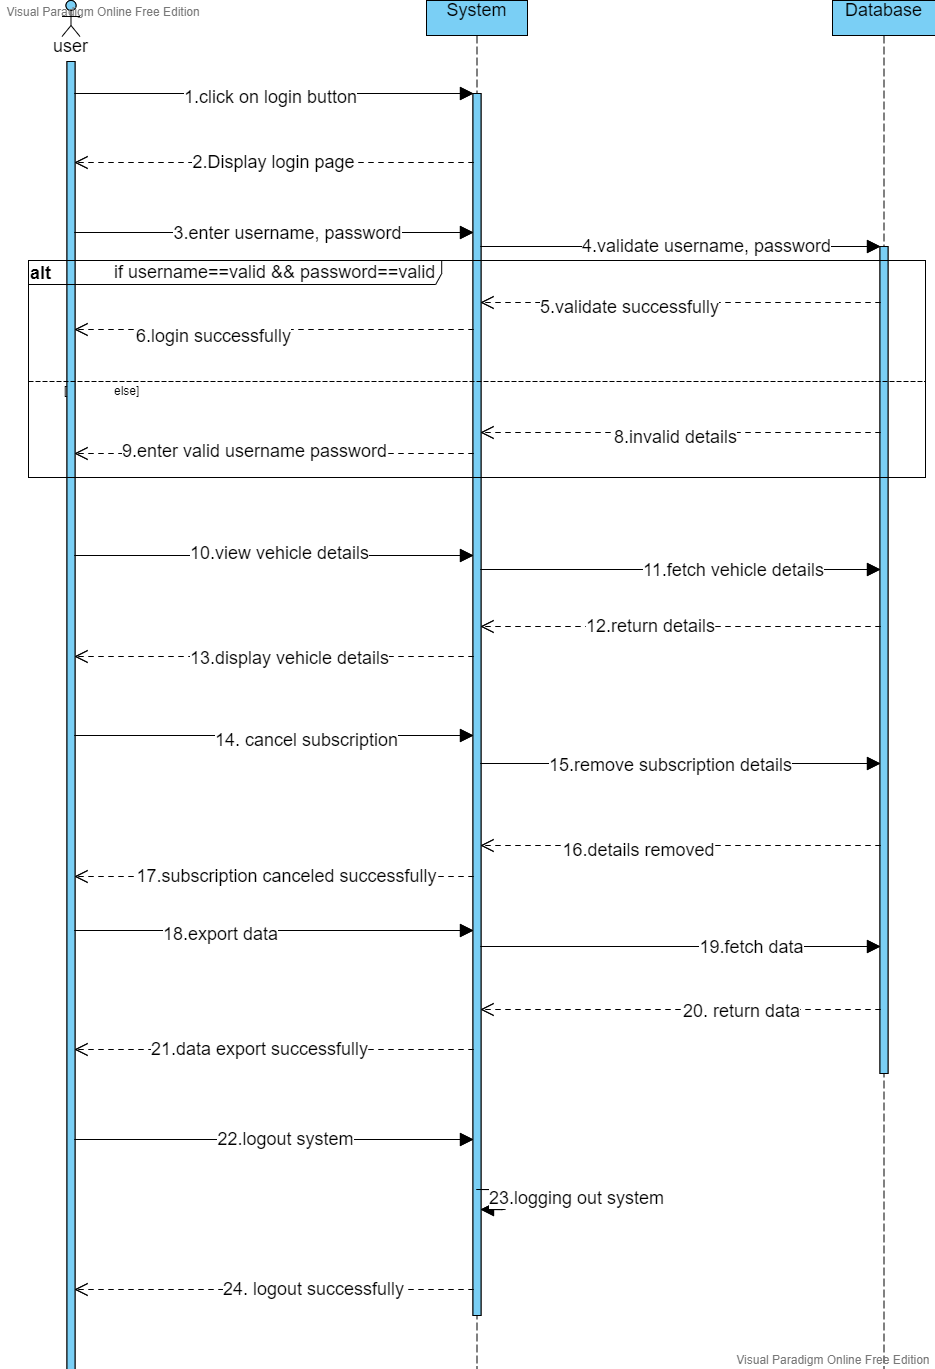 Visual Paradigm Online Free Edition
System
Database
user
1.click on login button
2.Display login page
3.enter username, password
4.validate username, password
alt
if username==valid && password==valid
5.validate successfully
6.login successfully
[ else]
8.invalid details
9.enter valid username password
10.view vehicle details
11.fetch vehicle details
12.return details
13.display vehicle details
14. cancel subscription
15.remove subscription details
16.details removed
17.subscription canceled successfully
18.export data
19.fetch data
20. return data
21.data export successfully
22.logout system
23.logging out system
24. logout successfully
Visual Paradigm Online Free Edition